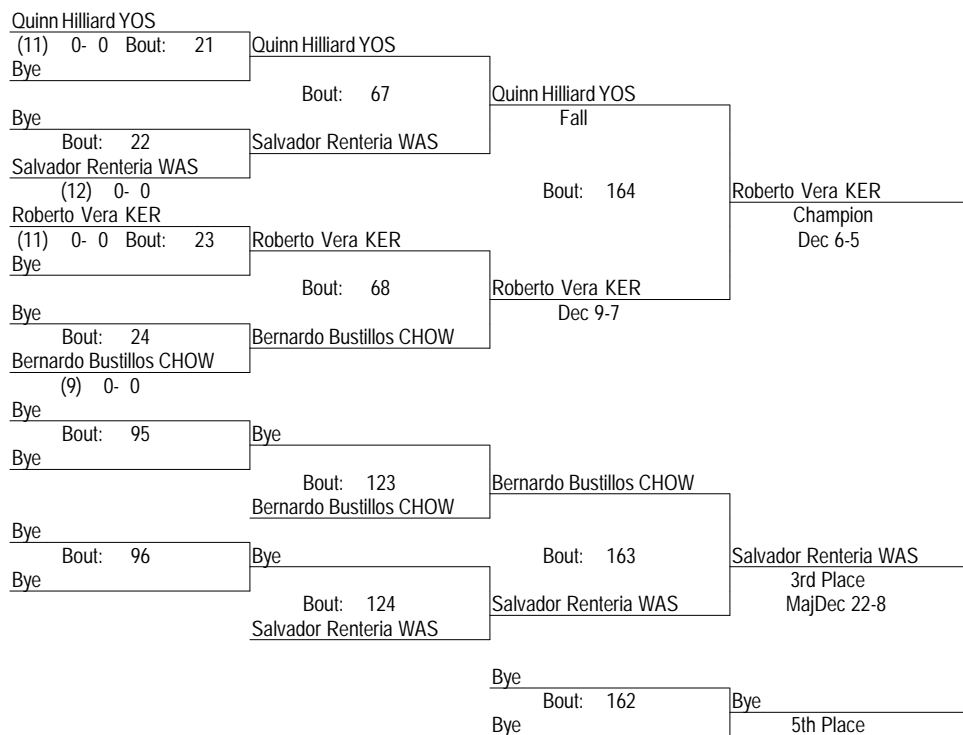 Quinn Hilliard YOS
(11) 0- 0 Bout: 21
Bye
Quinn Hilliard YOS
Bout: 67
Quinn Hilliard YOS
Fall
Bye
Bout: 22
Salvador Renteria WAS
Salvador Renteria WAS
(12) 0- 0
Bout: 164
Roberto Vera KER
Champion
Dec 6-5
Roberto Vera KER
(11) 0- 0 Bout: 23
Bye
Roberto Vera KER
Bout: 68
Roberto Vera KER
Dec 9-7
Bye
Bout: 24
Bernardo Bustillos CHOW
Bernardo Bustillos CHOW
(9) 0- 0
Bye
Bout: 95
Bye
Bye
Bout: 123
Bernardo Bustillos CHOW
Bernardo Bustillos CHOW
Bye
Bout: 96
Bye
Bye
Bout: 163
Salvador Renteria WAS
3rd Place
MajDec 22-8
Bout: 124
Salvador Renteria WAS
Salvador Renteria WAS
Bye
Bout: 162
Bye
Bye
5th Place